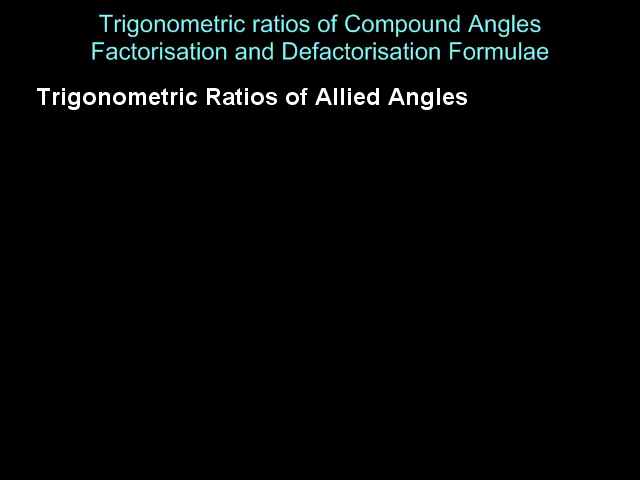 Trigonometric ratios of Compound Angles
Factorisation and Defactorisation Formulae
Trigonometric Ratios of Allied Angles